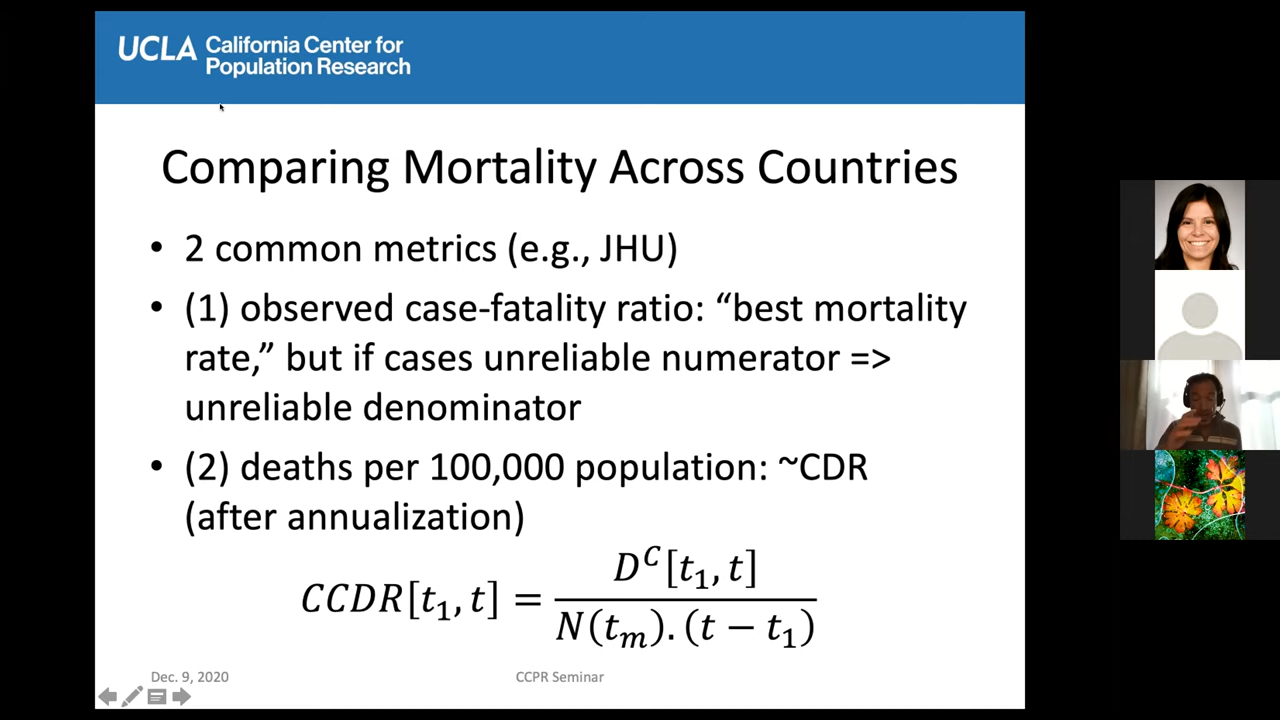 UCLA California Center for
Population Research
Comparing Mortality Across Countries
• 2 common metrics (e.g., JHU)
• (1) observed case-fatality ratio: “best mortality
rate,” but if cases unreliable numerator =>
unreliable denominator
• (2) deaths per 100,000 population: ~CDR
(after annualization)
CCDR[t₁, t] = Dᶜ[t₁, t] / N(tₘ). (t − t₁)
Dec. 9, 2020 CCPR Seminar